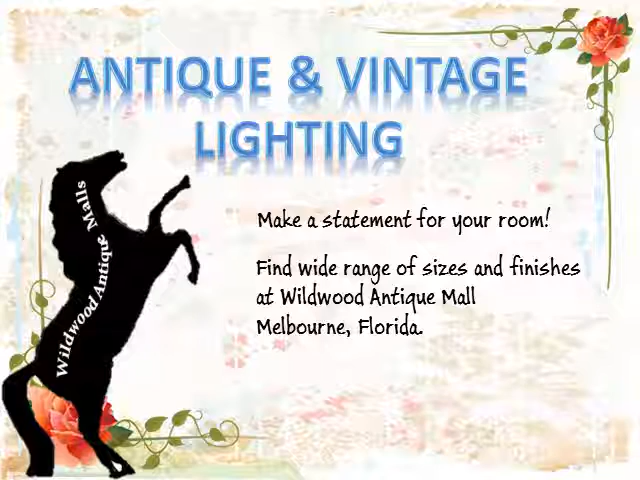 ANTIQUE & VINTAGE
LIGHTING
Wildwood Antique Malls
Make a statement for your room!
Find wide range of sizes and finishes
at Wildwood Antique Mall
Melbourne, Florida.